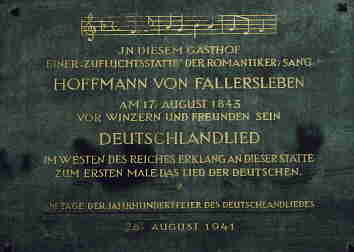 IN DIESEM GASTHOF
EINER ZUFLUCHTSSTÄTTE DER ROMANTIKER, SANG
HOFFMANN VON FALLERSLEBEN
AM 17. AUGUST 1843
VOR WINZERN UND FREUNDEN SEIN
DEUTSCHLANDLIED
IM WESTEN DES REICHES ERKLANG AN DIESER STÄTTE
ZUM ERSTEN MALE DAS LIED DER DEUTSCHEN.
AM TAGE DER JAHRHUNDERTFEIER DES DEUTSCHLANDLIEDES
26. AUGUST 1941